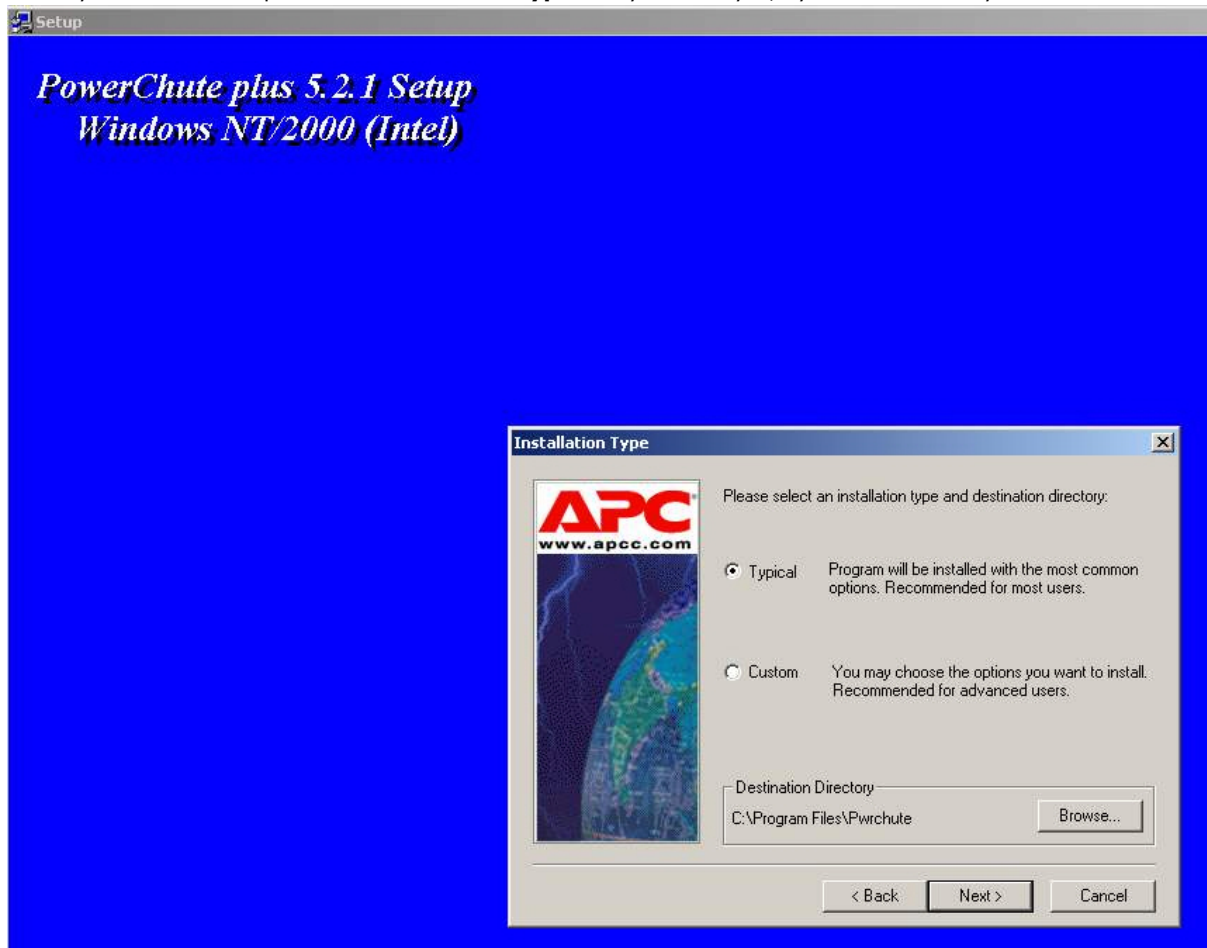 Setup
PowerChute plus 5.2.1 Setup
Windows NT/2000 (Intel)
Installation Type
APC
www.apcc.com
Please select an installation type and destination directory:
Typical
Program will be installed with the most common
options. Recommended for most users.
Custom
You may choose the options you want to install.
Recommended for advanced users.
Destination Directory
C:\Program Files\Pwrchute
Browse...
< Back
Next >
Cancel